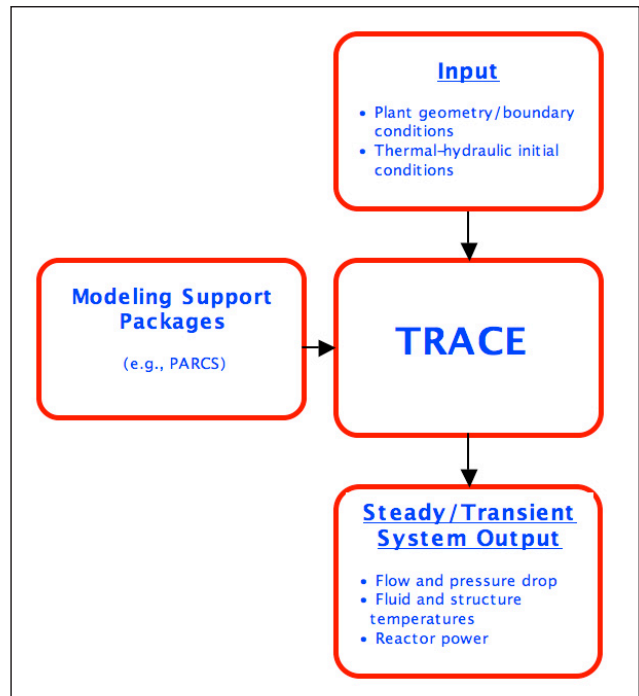 Input
• Plant geometry/boundary
conditions
• Thermal-hydraulic initial
conditions
Modeling Support
Packages
(e.g., PARCS)
TRACE
Steady/Transient
System Output
• Flow and pressure drop
• Fluid and structure
temperatures
• Reactor power